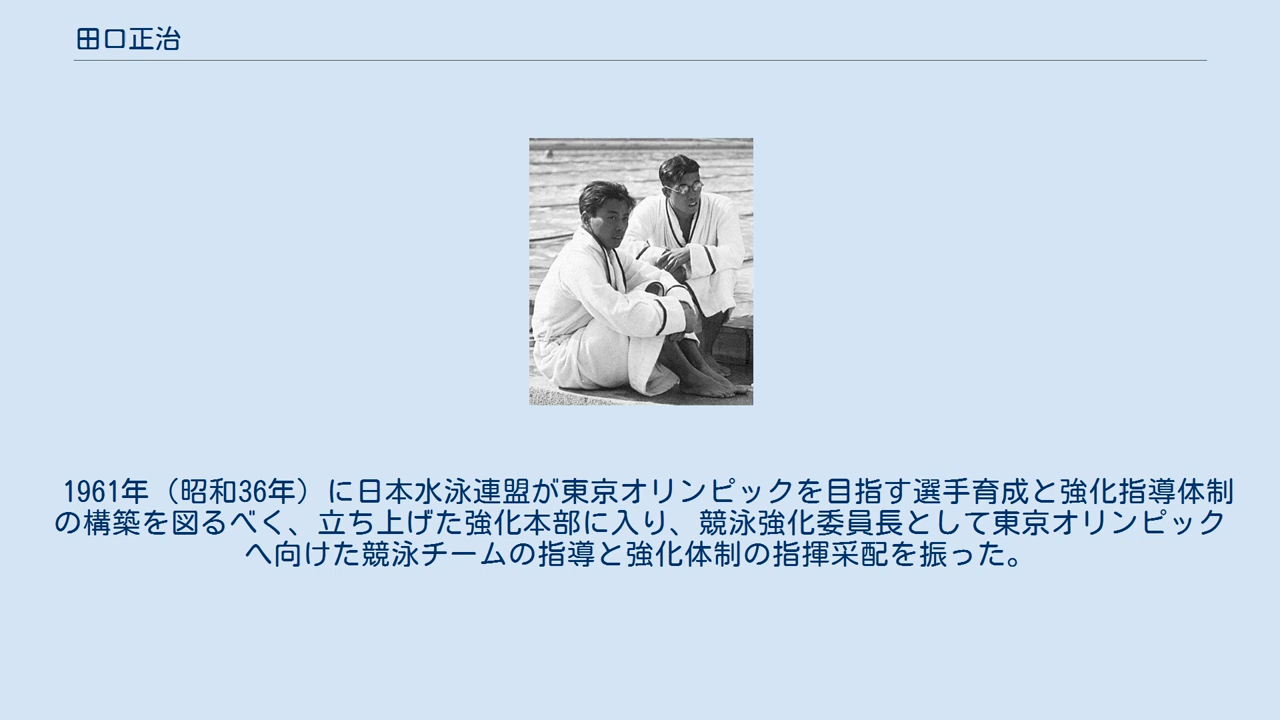 田口正治
1961年（昭和36年）に日本水泳連盟が東京オリンピックを目指す選手育成と強化指導体制
の構築を図るべく、立ち上げた強化本部に入り、競泳強化委員長として東京オリンピック
へ向けた競泳チームの指導と強化体制の指揮采配を振った。